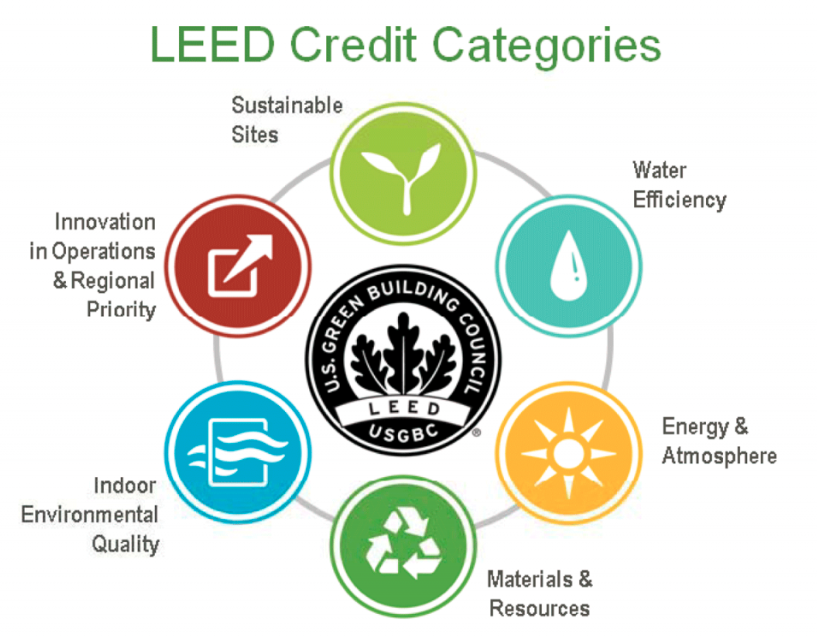 LEED Credit Categories
Sustainable
Sites
Water
Efficiency
Innovation
in Operations
& Regional
Priority
U.S. GREEN BUILDING COUNCIL
LEED
USGBC
®
Energy &
Atmosphere
Indoor
Environmental
Quality
Materials &
Resources